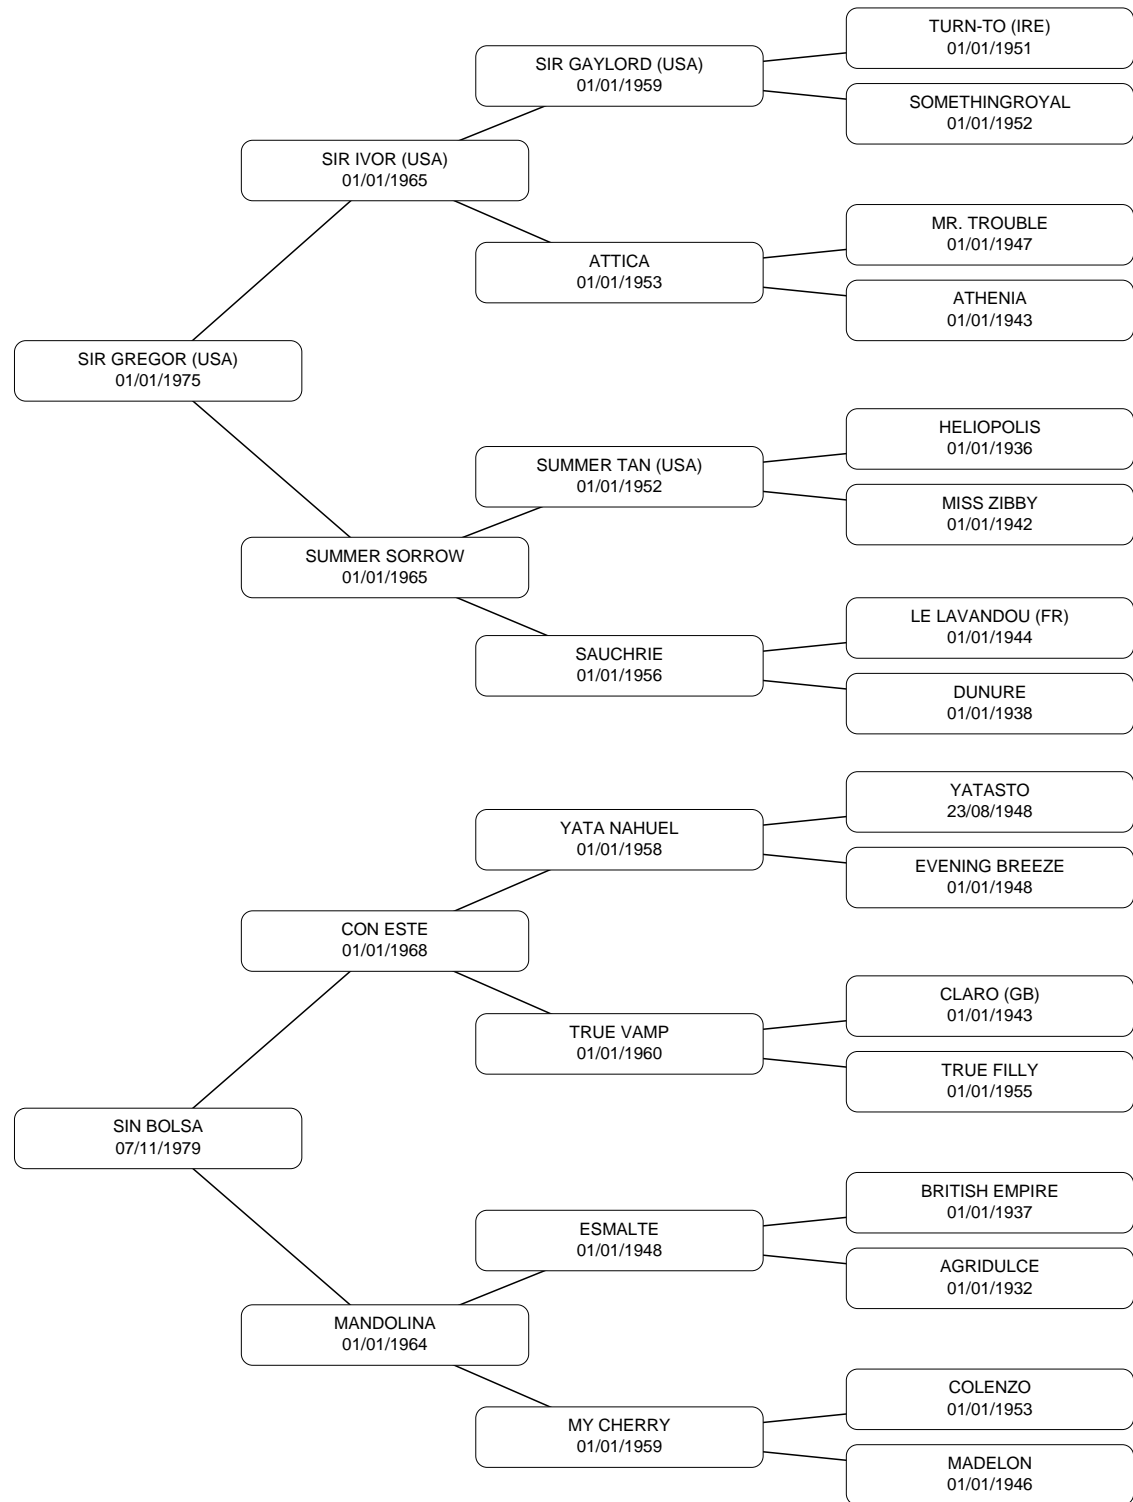 TURN-TO (IRE)
01/01/1951
SIR GAYLORD (USA)
01/01/1959
SOMETHINGROYAL
01/01/1952
SIR IVOR (USA)
01/01/1965
MR. TROUBLE
01/01/1947
ATTICA
01/01/1953
ATHENIA
01/01/1943
SIR GREGOR (USA)
01/01/1975
HELIOPOLIS
01/01/1936
SUMMER TAN (USA)
01/01/1952
MISS ZIBBY
01/01/1942
SUMMER SORROW
01/01/1965
LE LAVANDOU (FR)
01/01/1944
SAUCHRIE
01/01/1956
DUNURE
01/01/1938
YATASTO
23/08/1948
YATA NAHUEL
01/01/1958
EVENING BREEZE
01/01/1948
CON ESTE
01/01/1968
CLARO (GB)
01/01/1943
TRUE VAMP
01/01/1960
TRUE FILLY
01/01/1955
SIN BOLSA
07/11/1979
BRITISH EMPIRE
01/01/1937
ESMALTE
01/01/1948
AGRIDULCE
01/01/1932
MANDOLINA
01/01/1964
COLENZO
01/01/1953
MY CHERRY
01/01/1959
MADELON
01/01/1946